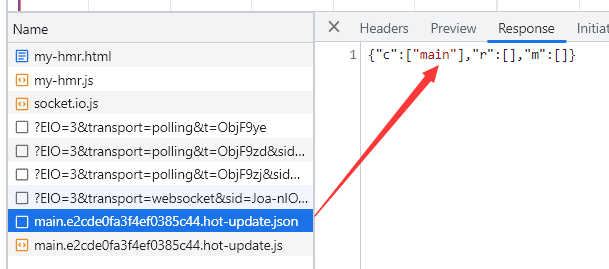 Name
my-hmr.html
my-hmr.js
socket.io.js
?EIO=3&transport=polling&t=ObjF9ye
?EIO=3&transport=polling&t=ObjF9zd&sid...
?EIO=3&transport=polling&t=ObjF9zj&sid...
?EIO=3&transport=websocket&sid=Joa-nIO...
main.e2cde0fa3f4ef0385c44.hot-update.json
main.e2cde0fa3f4ef0385c44.hot-update.js
Headers Preview Response Initiat
1 {"c":["main"],"r":[],"m":[]}